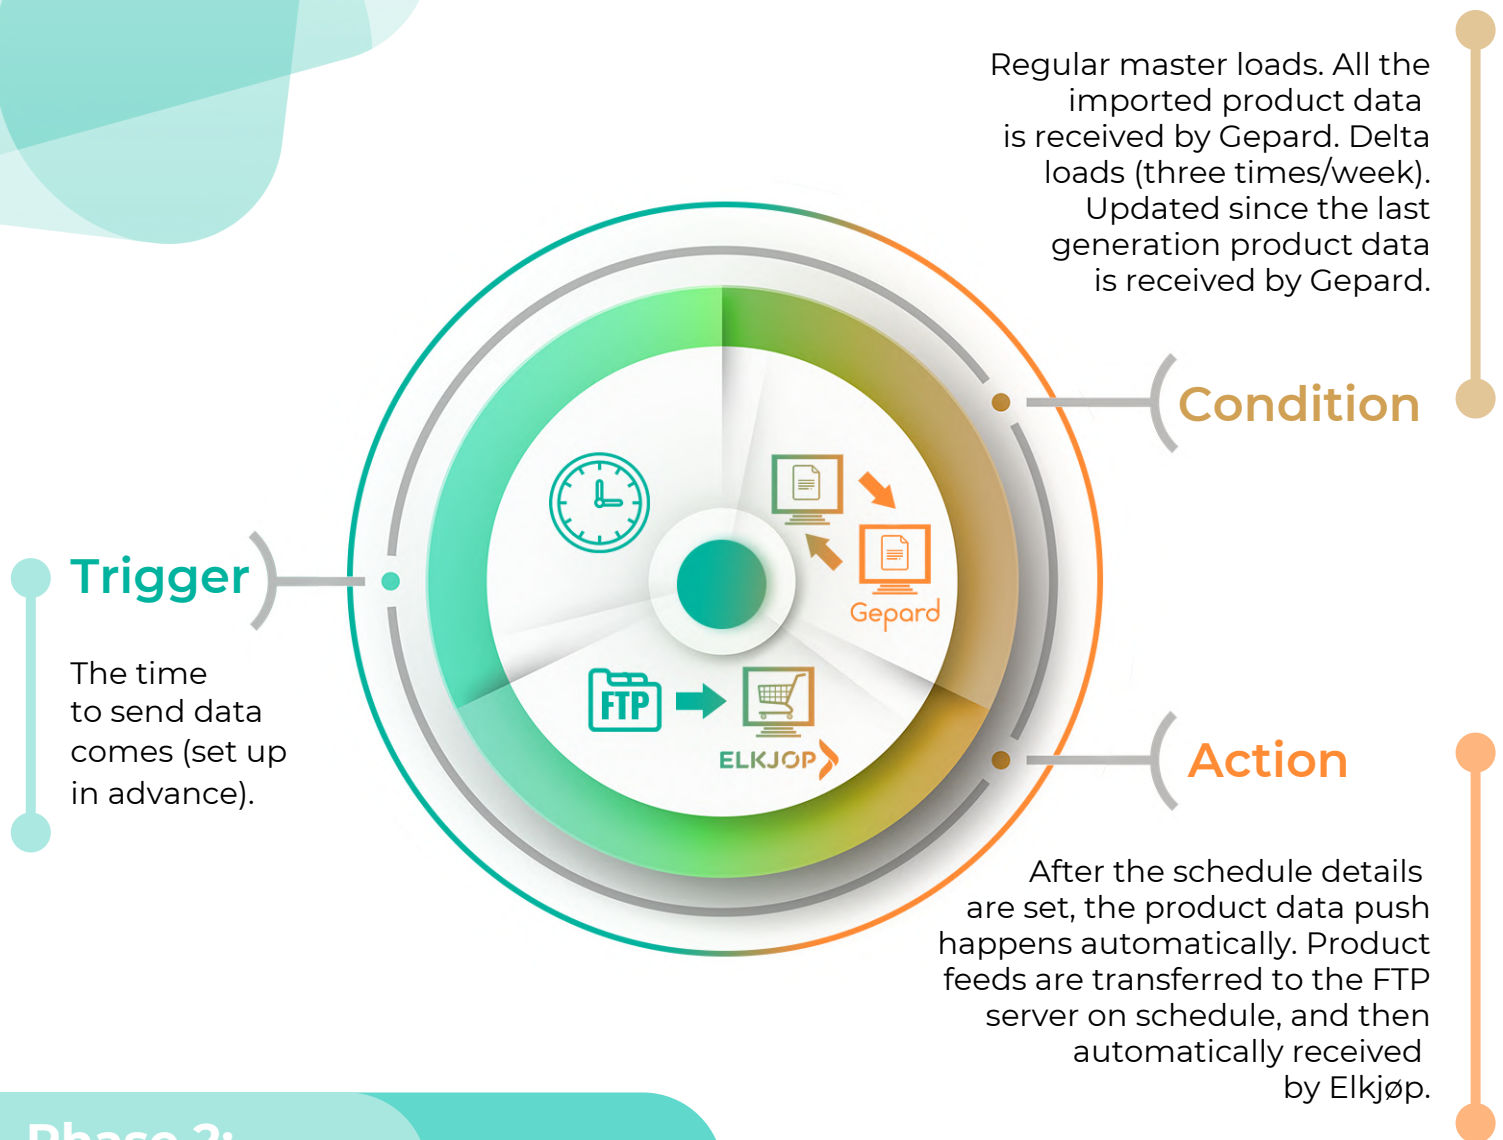 Regular master loads. All the
imported product data
is received by Gepard. Delta
loads (three times/week).
Updated since the last
generation product data
is received by Gepard.
Condition
Trigger
The time
to send data
comes (set up
in advance).
Gepard
FTP
ELKJOP
Action
After the schedule details
are set, the product data push
happens automatically. Product
feeds are transferred to the FTP
server on schedule, and then
automatically received
by Elkjøp.
Phase 2: